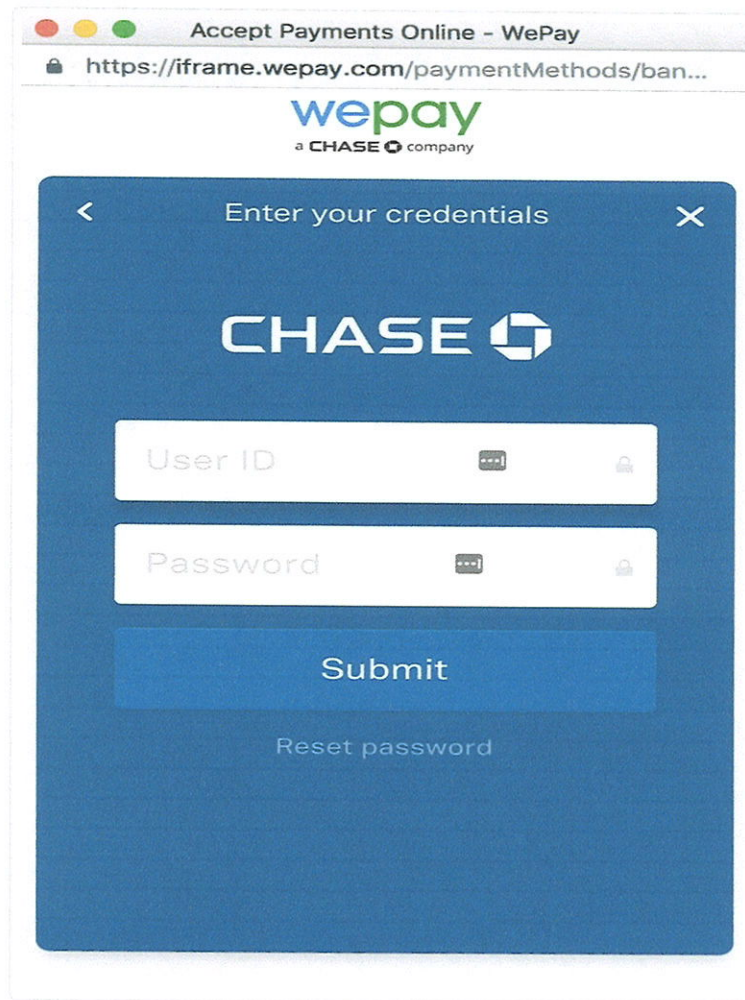 Accept Payments Online - WePay
https://iframe.wepay.com/paymentMethods/ban...
wepay
a CHASE company
Enter your credentials
CHASE
User ID
Password
Submit
Reset password